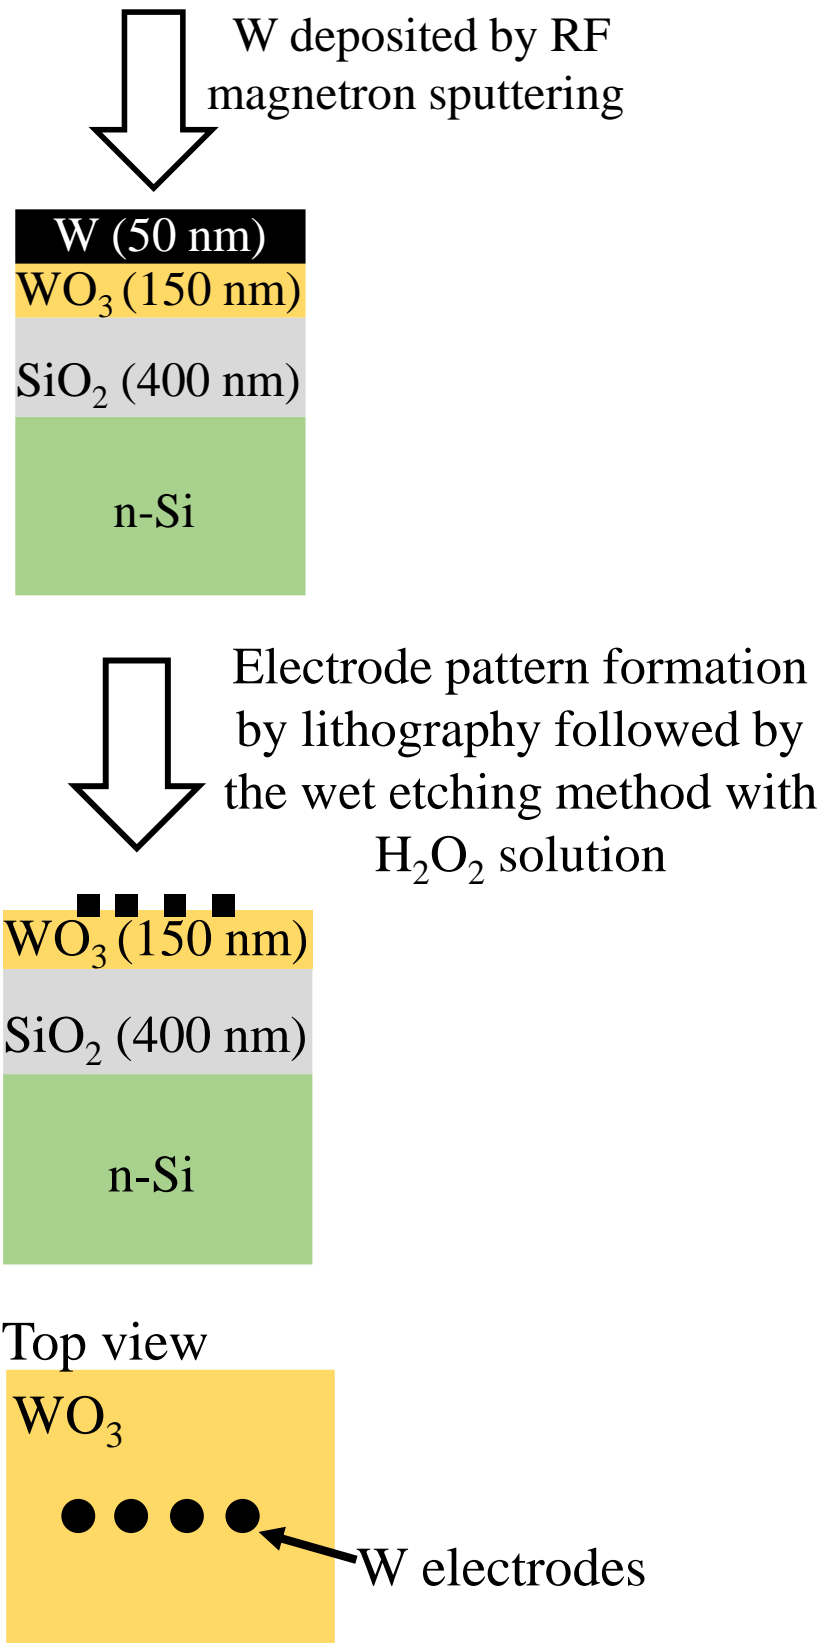 W deposited by RF
magnetron sputtering
W (50 nm)
WO₃ (150 nm)
SiO₂ (400 nm)
n-Si
Electrode pattern formation
by lithography followed by
the wet etching method with
H₂O₂ solution
WO₃ (150 nm)
SiO₂ (400 nm)
n-Si
Top view
WO₃
W electrodes